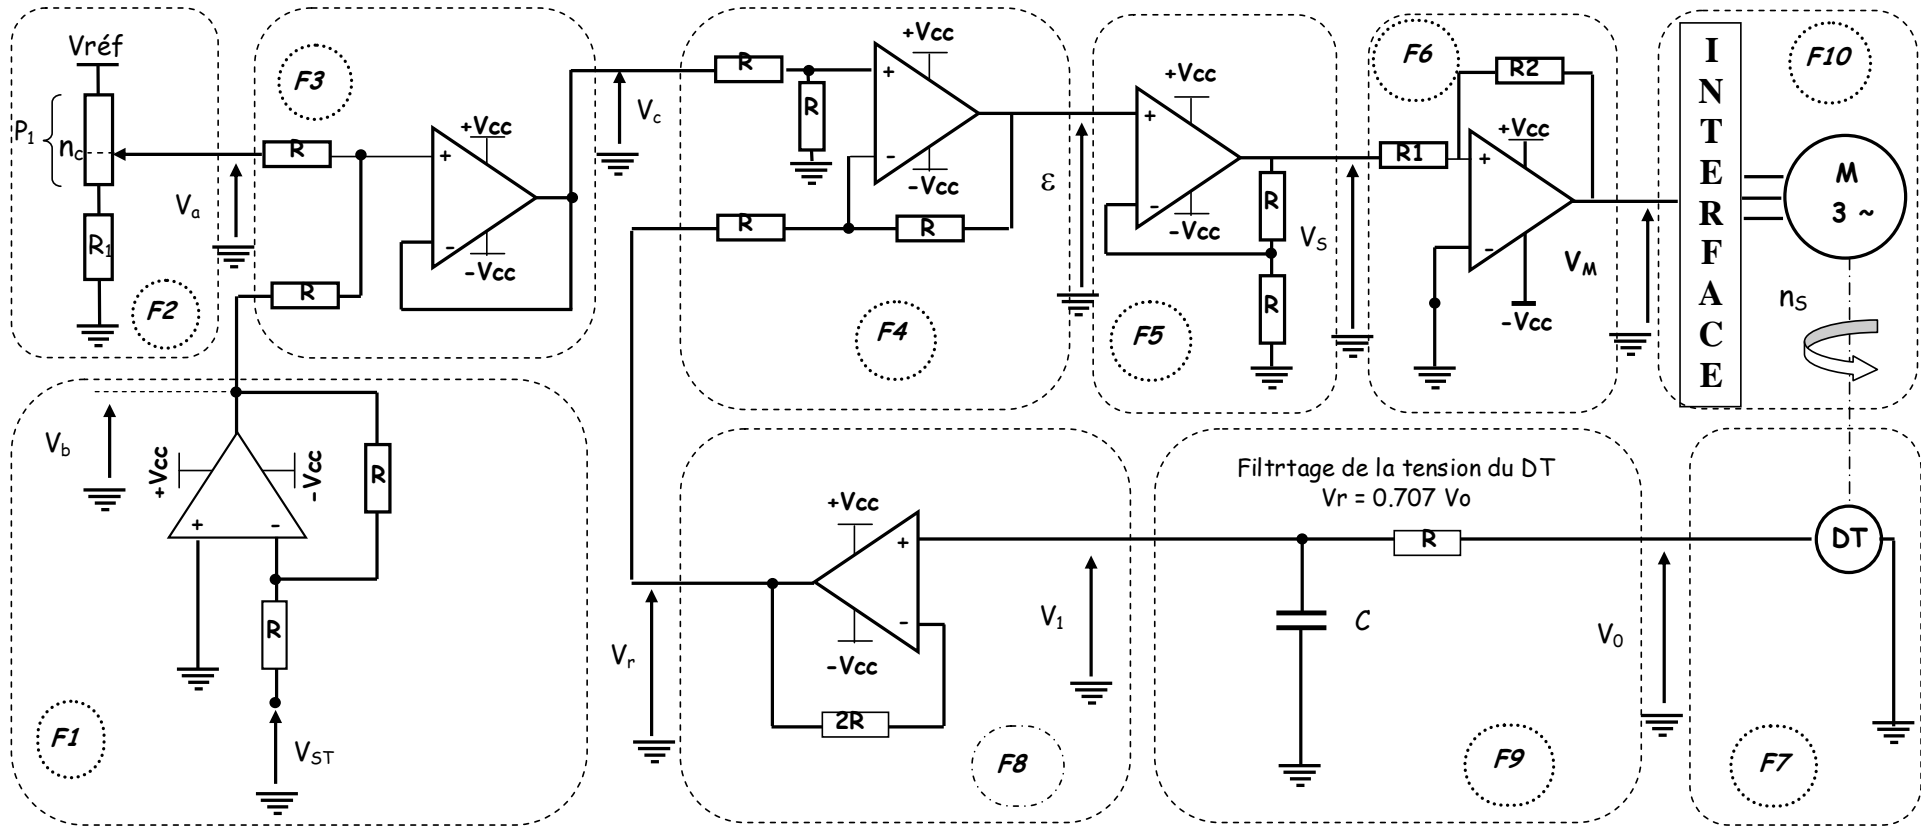 Vréf
P1
nc
R1
F2
Va
F3
R
R
+Vcc
+
-
-Vcc
Vc
R
R
R
R
+Vcc
+
-
-Vcc
F4
ε
+Vcc
+
-
-Vcc
R
R
F5
VS
F6
R1
R2
+Vcc
+
-
-Vcc
VM
INTERFACE
F10
M
3 ~
nS
Vb
+Vcc
-Vcc
+
-
R
R
VST
F1
Vr
+Vcc
+
-
-Vcc
2R
F8
V1
Filtrtage de la tension du DT
Vr = 0.707 Vo
R
C
F9
V0
DT
F7